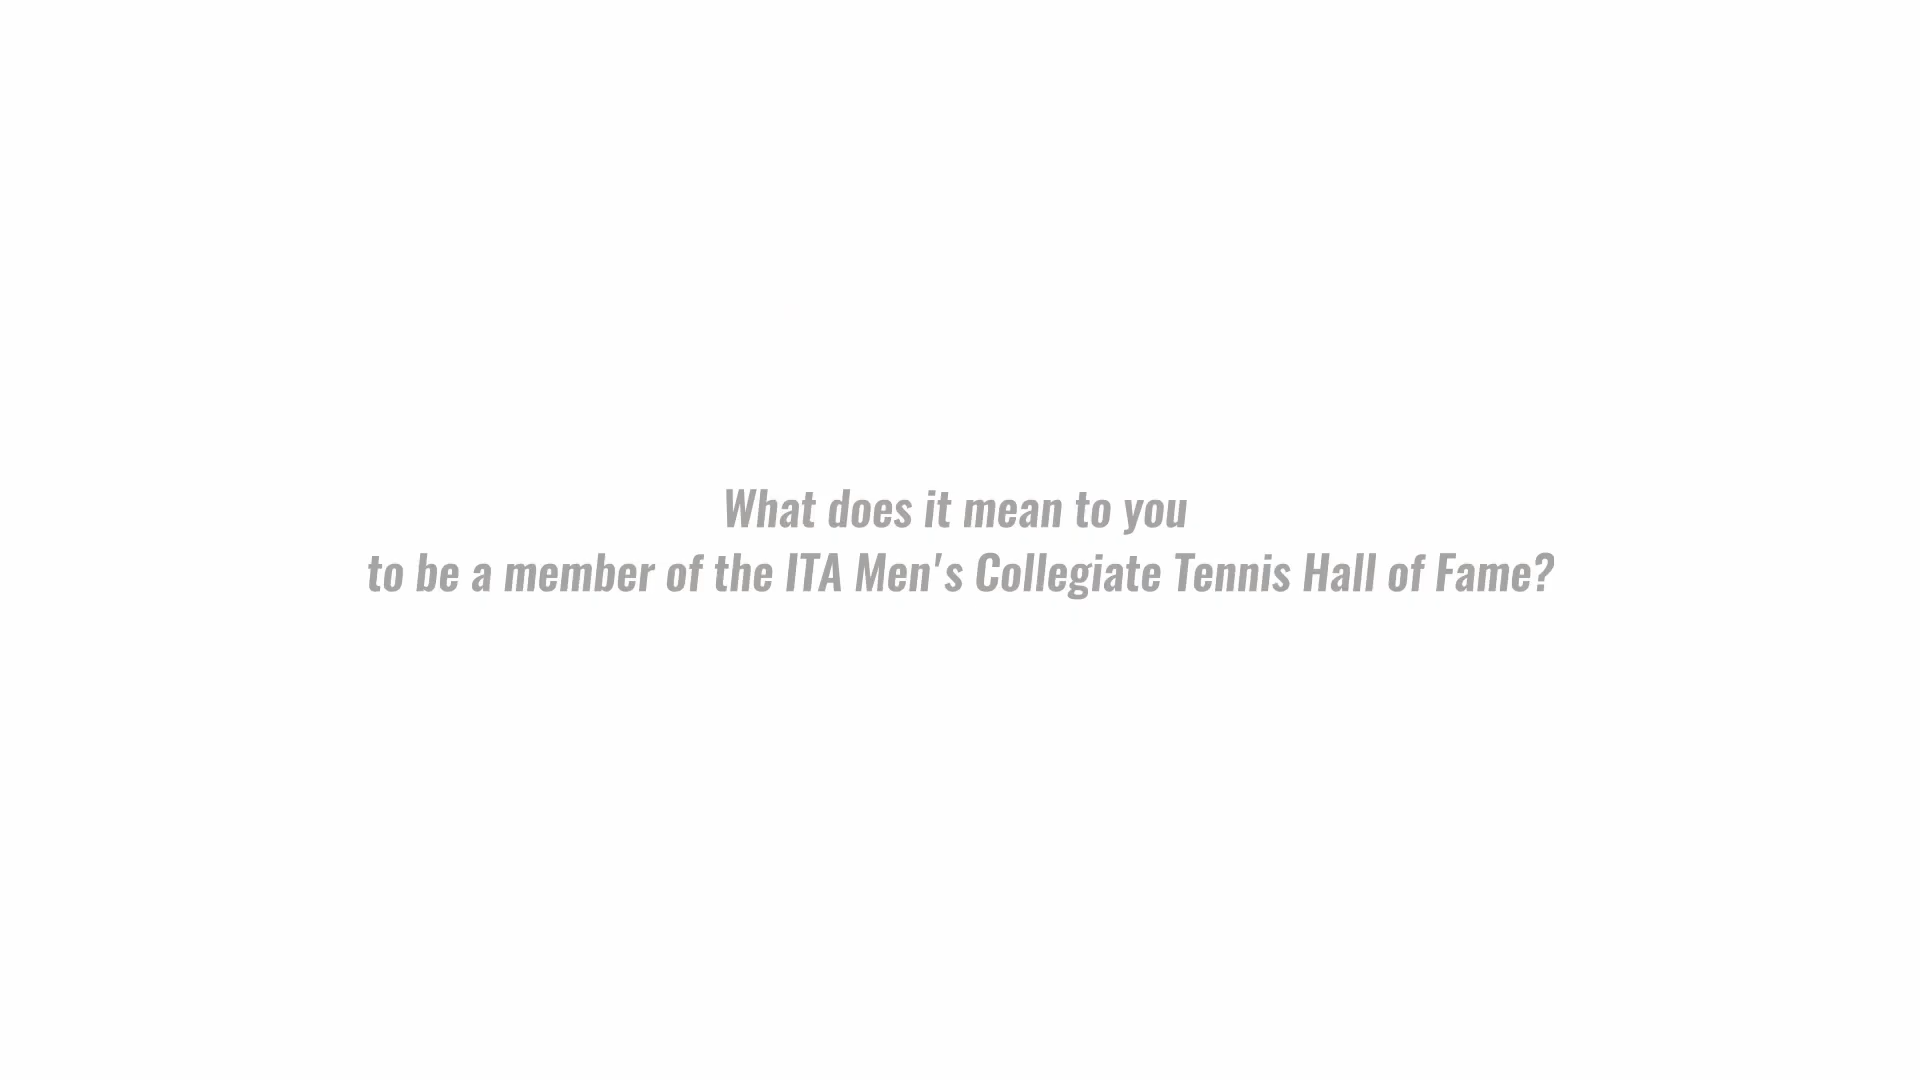 What does it mean to you
to be a member of the ITA Men's Collegiate Tennis Hall of Fame?